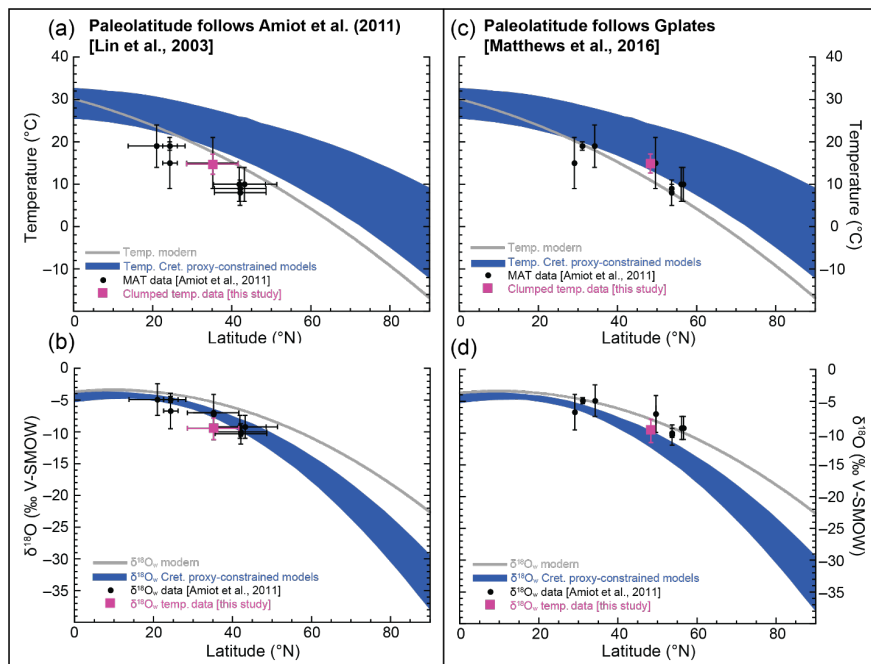 (a) Paleolatitude follows Amiot et al. (2011)
[Lin et al., 2003]
40
30
20
10
0
−10
Temperature (°C)
Temp. modern
Temp. Cret. proxy-constrained models
MAT data [Amiot et al., 2011]
Clumped temp. data [this study]
0 20 40 60 80
Latitude (°N)
(c) Paleolatitude follows Gplates
[Matthews et al., 2016]
40
30
20
10
0
−10
Temperature (°C)
Temp. modern
Temp. Cret. proxy-constrained models
MAT data [Amiot et al., 2011]
Clumped temp. data [this study]
0 20 40 60 80
Latitude (°N)
(b)
0
−5
−10
−15
−20
−25
−30
−35
δ¹⁸O (‰ V-SMOW)
δ¹⁸Ow modern
δ¹⁸Ow Cret. proxy-constrained models
δ¹⁸Ow data [Amiot et al., 2011]
δ¹⁸Ow temp. data [this study]
0 20 40 60 80
Latitude (°N)
(d)
0
−5
−10
−15
−20
−25
−30
−35
δ¹⁸O (‰ V-SMOW)
δ¹⁸Ow modern
δ¹⁸Ow Cret. proxy-constrained models
δ¹⁸Ow data [Amiot et al., 2011]
δ¹⁸Ow temp. data [this study]
0 20 40 60 80
Latitude (°N)